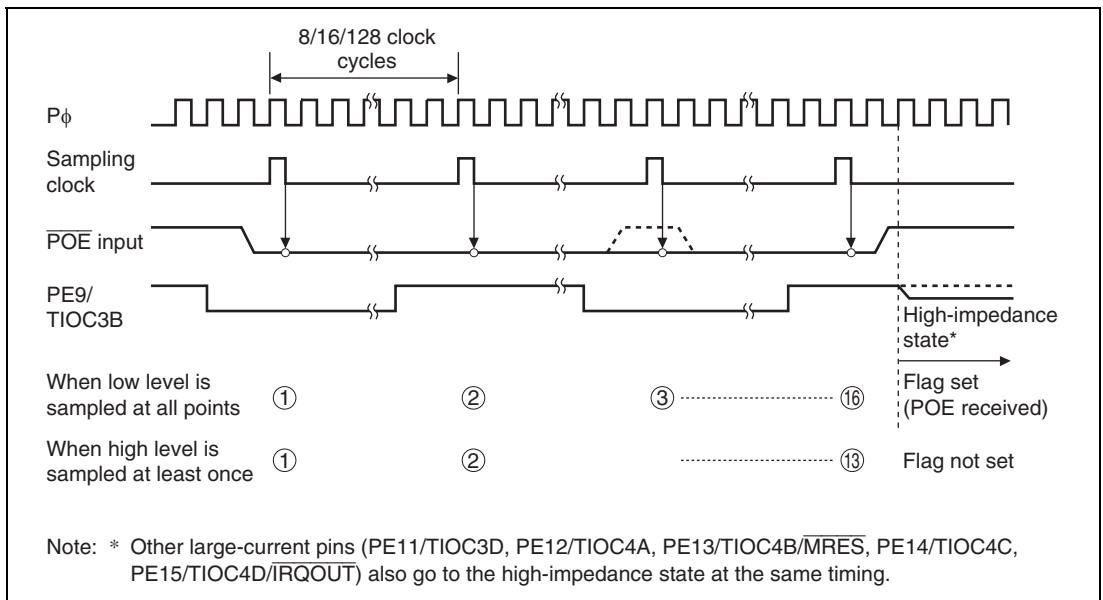 8/16/128 clock
cycles
Pϕ
Sampling
clock
P̅O̅E̅ input
PE9/
TIOC3B
High-impedance
state*
When low level is
sampled at all points
① ② ③ ⑯
Flag set
(POE received)
When high level is
sampled at least once
① ② ⑬
Flag not set
Note: * Other large-current pins (PE11/TIOC3D, PE12/TIOC4A, PE13/TIOC4B/M̅R̅E̅S̅, PE14/TIOC4C,
PE15/TIOC4D/I̅R̅Q̅O̅U̅T̅) also go to the high-impedance state at the same timing.